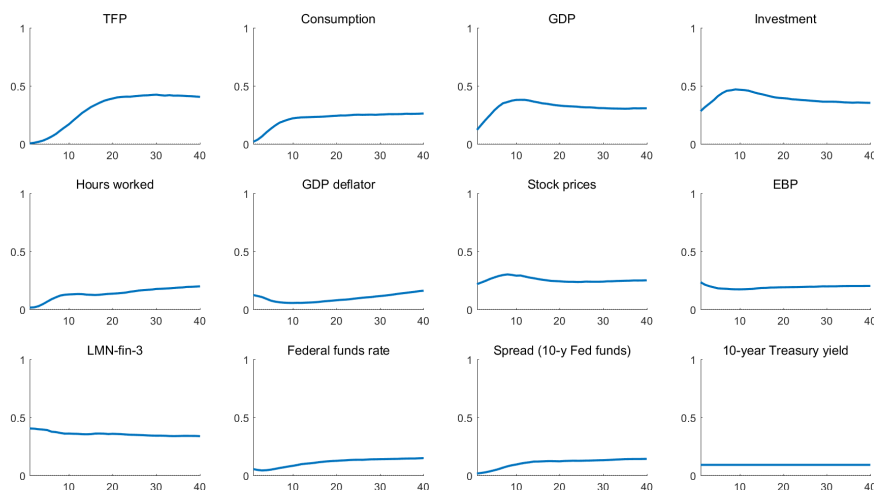 TFP
1
0.5
0
10 20 30 40
Consumption
1
0.5
0
10 20 30 40
GDP
1
0.5
0
10 20 30 40
Investment
1
0.5
0
10 20 30 40
Hours worked
1
0.5
0
10 20 30 40
GDP deflator
1
0.5
0
10 20 30 40
Stock prices
1
0.5
0
10 20 30 40
EBP
1
0.5
0
10 20 30 40
LMN-fin-3
1
0.5
0
10 20 30 40
Federal funds rate
1
0.5
0
10 20 30 40
Spread (10-y Fed funds)
1
0.5
0
10 20 30 40
10-year Treasury yield
1
0.5
0
10 20 30 40